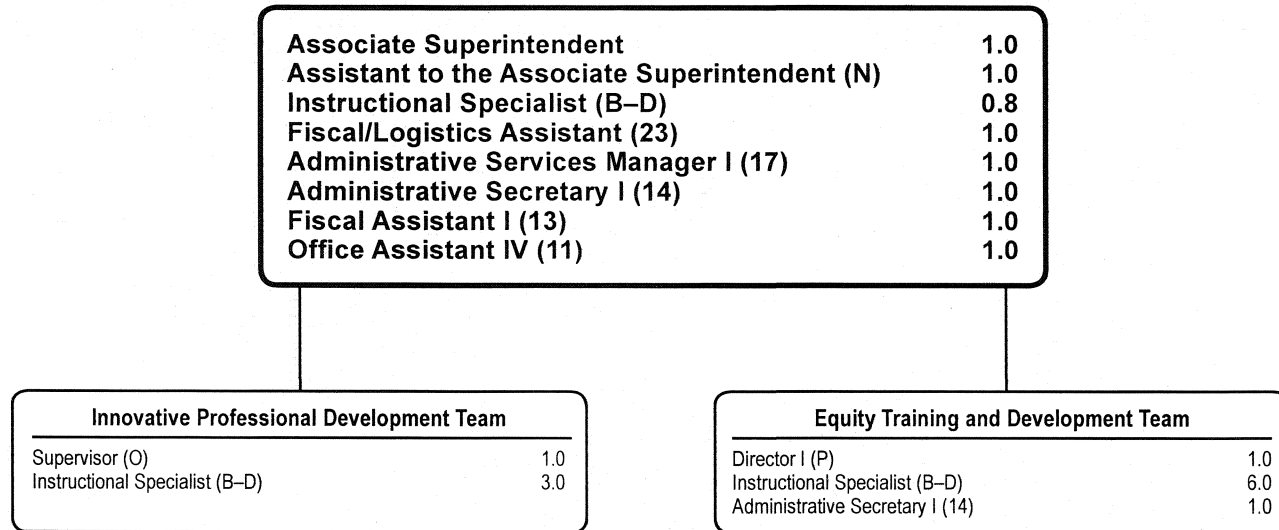 Associate Superintendent 1.0
Assistant to the Associate Superintendent (N) 1.0
Instructional Specialist (B–D) 0.8
Fiscal/Logistics Assistant (23) 1.0
Administrative Services Manager I (17) 1.0
Administrative Secretary I (14) 1.0
Fiscal Assistant I (13) 1.0
Office Assistant IV (11) 1.0
Innovative Professional Development Team
Supervisor (O) 1.0
Instructional Specialist (B–D) 3.0
Equity Training and Development Team
Director I (P) 1.0
Instructional Specialist (B–D) 6.0
Administrative Secretary I (14) 1.0